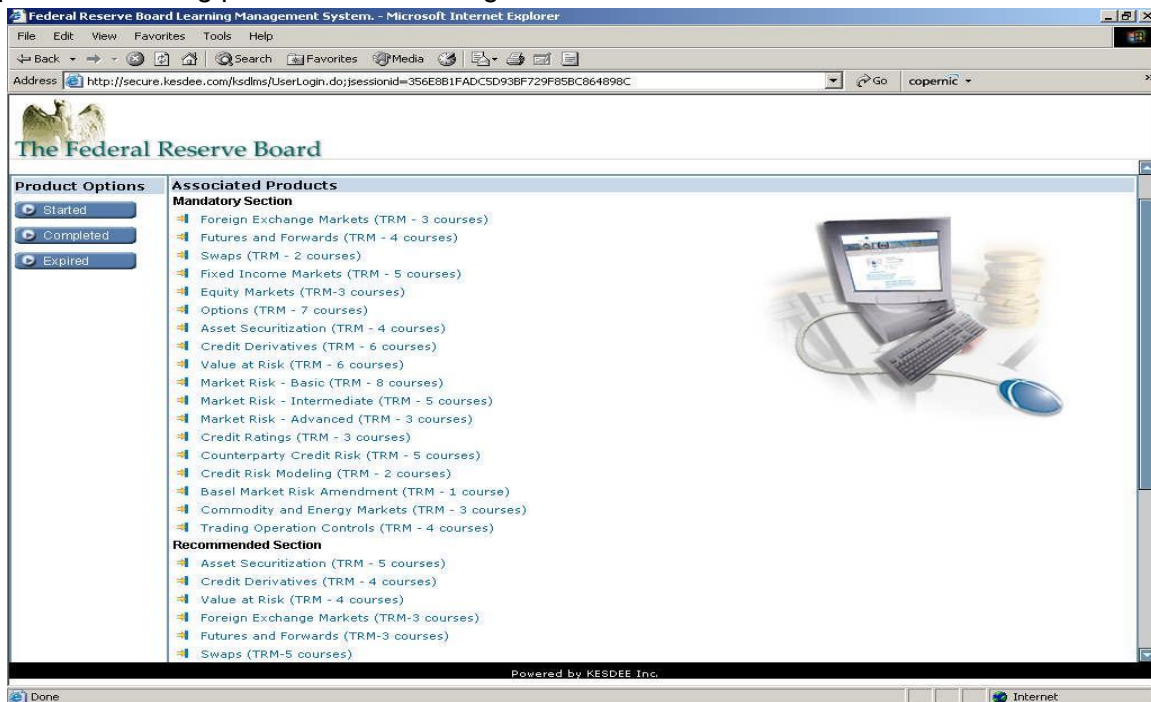 Federal Reserve Board Learning Management System. - Microsoft Internet Explorer
File Edit View Favorites Tools Help
Back Search Favorites Media
Address http://secure.kesdee.com/ksdlms/UserLogin.do;jsessionid=356E8B1FADC5D93BF729F85BC864898C Go copernic
The Federal Reserve Board
Product Options
Started
Completed
Expired
Associated Products
Mandatory Section
Foreign Exchange Markets (TRM - 3 courses)
Futures and Forwards (TRM - 4 courses)
Swaps (TRM - 2 courses)
Fixed Income Markets (TRM - 5 courses)
Equity Markets (TRM-3 courses)
Options (TRM - 7 courses)
Asset Securitization (TRM - 4 courses)
Credit Derivatives (TRM - 6 courses)
Value at Risk (TRM - 6 courses)
Market Risk - Basic (TRM - 8 courses)
Market Risk - Intermediate (TRM - 5 courses)
Market Risk - Advanced (TRM - 3 courses)
Credit Ratings (TRM - 3 courses)
Counterparty Credit Risk (TRM - 5 courses)
Credit Risk Modeling (TRM - 2 courses)
Basel Market Risk Amendment (TRM - 1 course)
Commodity and Energy Markets (TRM - 3 courses)
Trading Operation Controls (TRM - 4 courses)
Recommended Section
Asset Securitization (TRM - 5 courses)
Credit Derivatives (TRM - 4 courses)
Value at Risk (TRM - 4 courses)
Foreign Exchange Markets (TRM-3 courses)
Futures and Forwards (TRM-3 courses)
Swaps (TRM-5 courses)
Powered by KESDEE Inc.
Done Internet